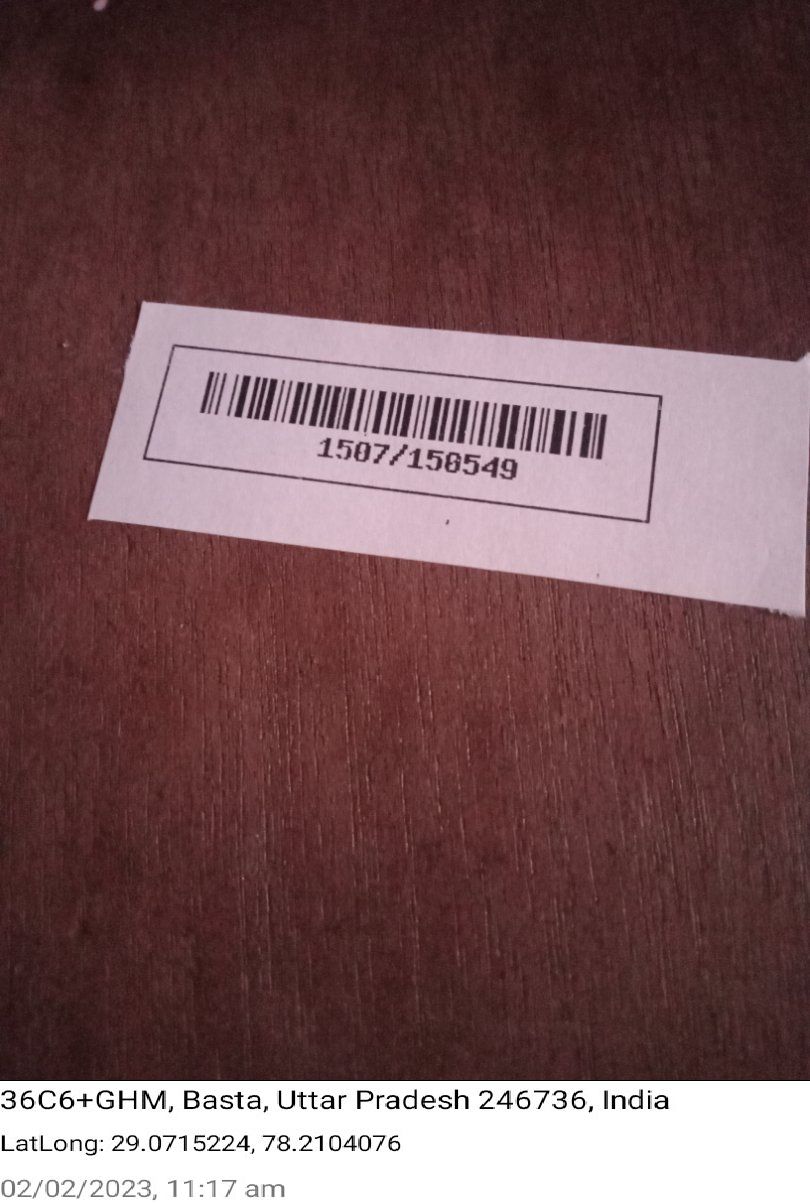 1507/150549
36C6+GHM, Basta, Uttar Pradesh 246736, India
LatLong: 29.0715224, 78.2104076
02/02/2023, 11:17 am